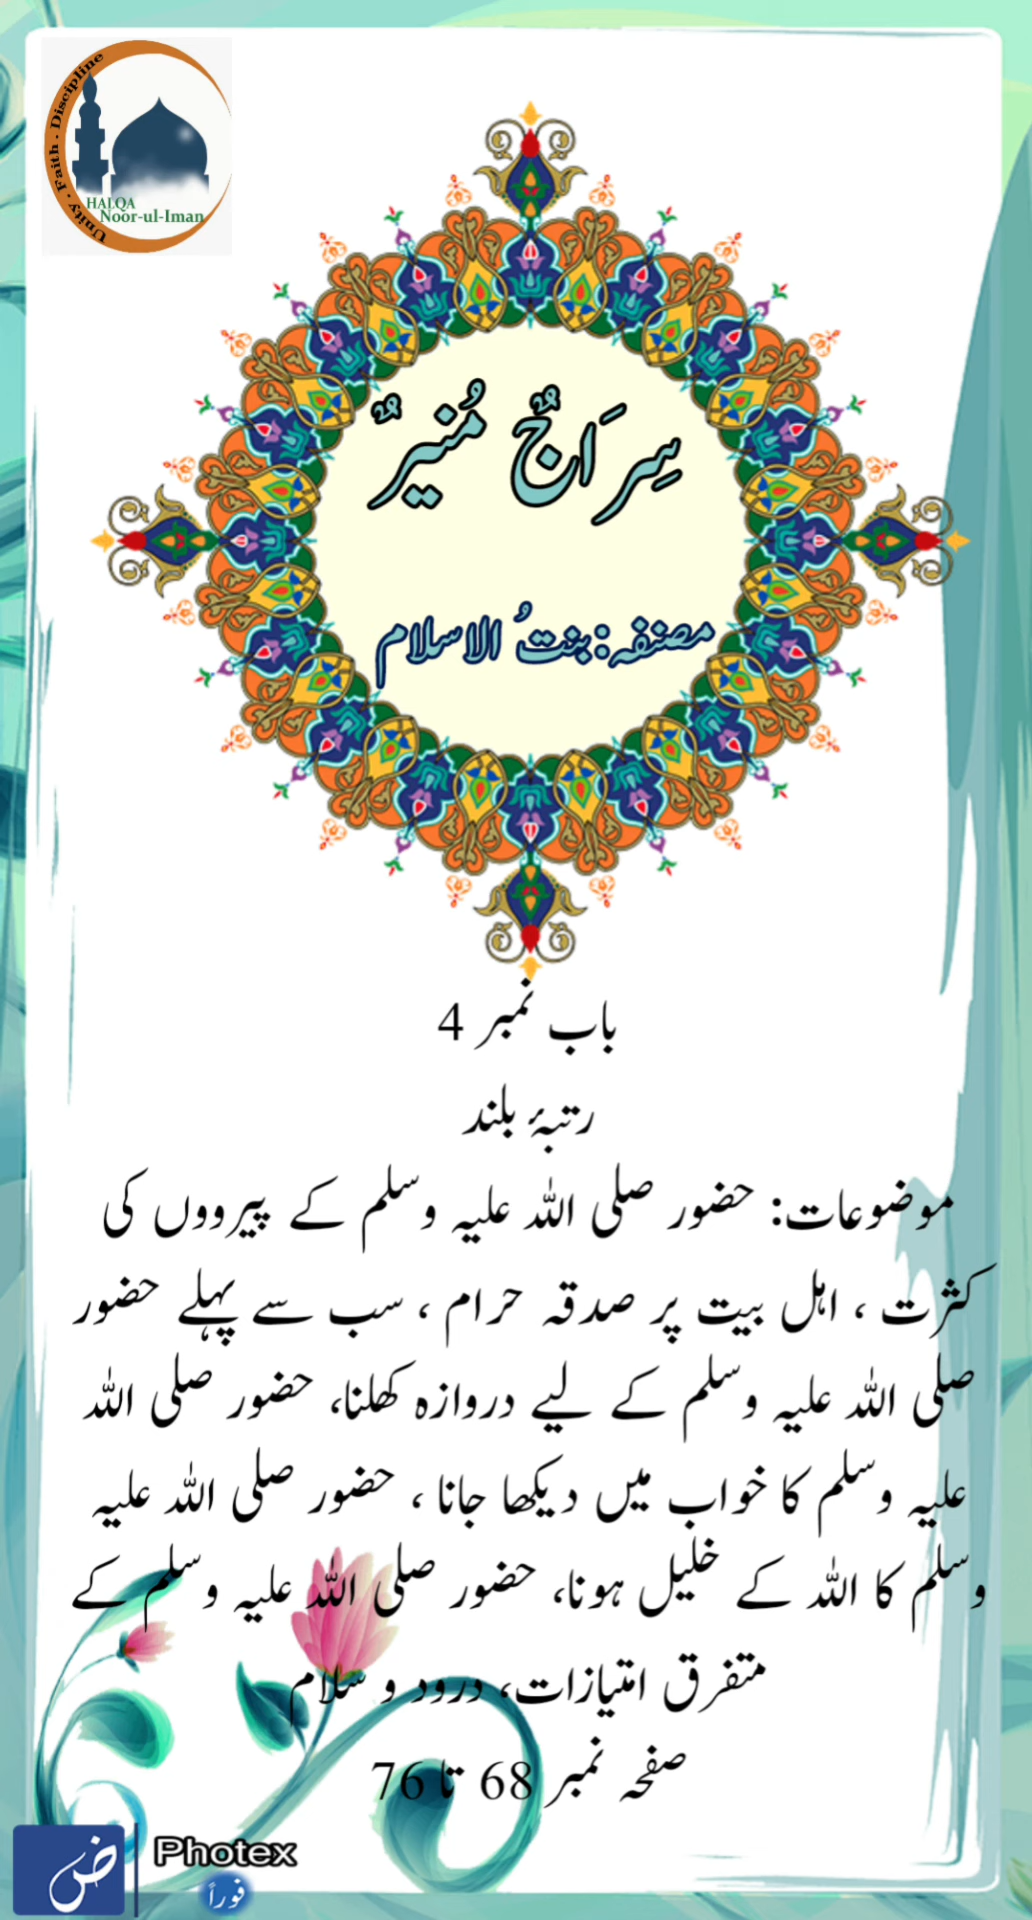 Unity . Faith . Discipline
HALQA
Noor-ul-Iman
سِرَاجٌ مُنیرٌ
مصنفہ: بنتُ الاسلام
باب نمبر 4
رتبۂ بلند
موضوعات: حضور صلی اللہ علیہ وسلم کے پیرووں کی
کثرت ، اہل بیت پر صدقہ حرام ، سب سے پہلے حضور
صلی اللہ علیہ وسلم کے لیے دروازہ کھلنا، حضور صلی اللہ
علیہ وسلم کا خواب میں دیکھا جانا ، حضور صلی اللہ علیہ
وسلم کا اللہ کے خلیل ہونا، حضور صلی اللہ علیہ وسلم کے
متفرق امتیازات، درود و سلام
صفحہ نمبر 68 تا 76
ض
Photex
فوراً